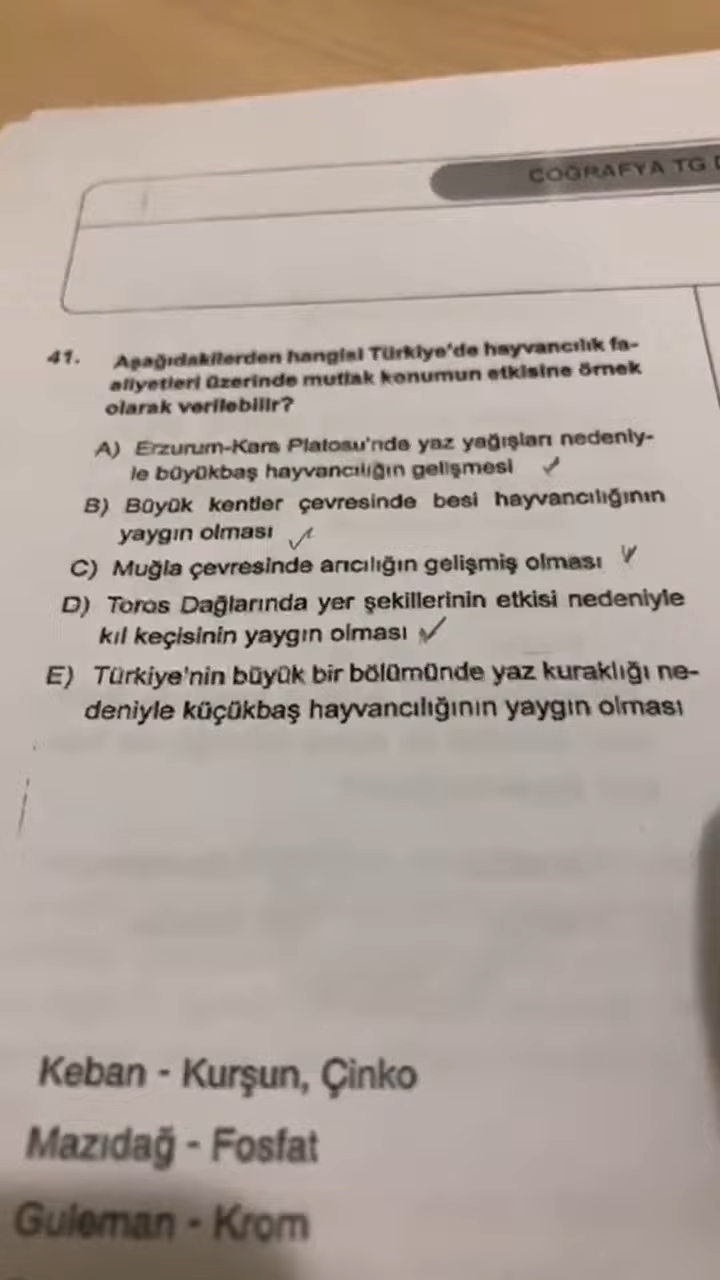 COĞRAFYA TG
41. Aşağıdakilerden hangisi Türkiye'de hayvancılık fa-
aliyetleri üzerinde mutlak konumun etkisine örnek
olarak verilebilir?
A) Erzurum-Kars Platosu'nda yaz yağışları nedeniy-
le büyükbaş hayvancılığın gelişmesi
B) Büyük kentler çevresinde besi hayvancılığının
yaygın olması
C) Muğla çevresinde arıcılığın gelişmiş olması
D) Toros Dağlarında yer şekillerinin etkisi nedeniyle
kıl keçisinin yaygın olması
E) Türkiye'nin büyük bir bölümünde yaz kuraklığı ne-
deniyle küçükbaş hayvancılığının yaygın olması
Keban - Kurşun, Çinko
Mazıdağ - Fosfat
Guleman - Krom